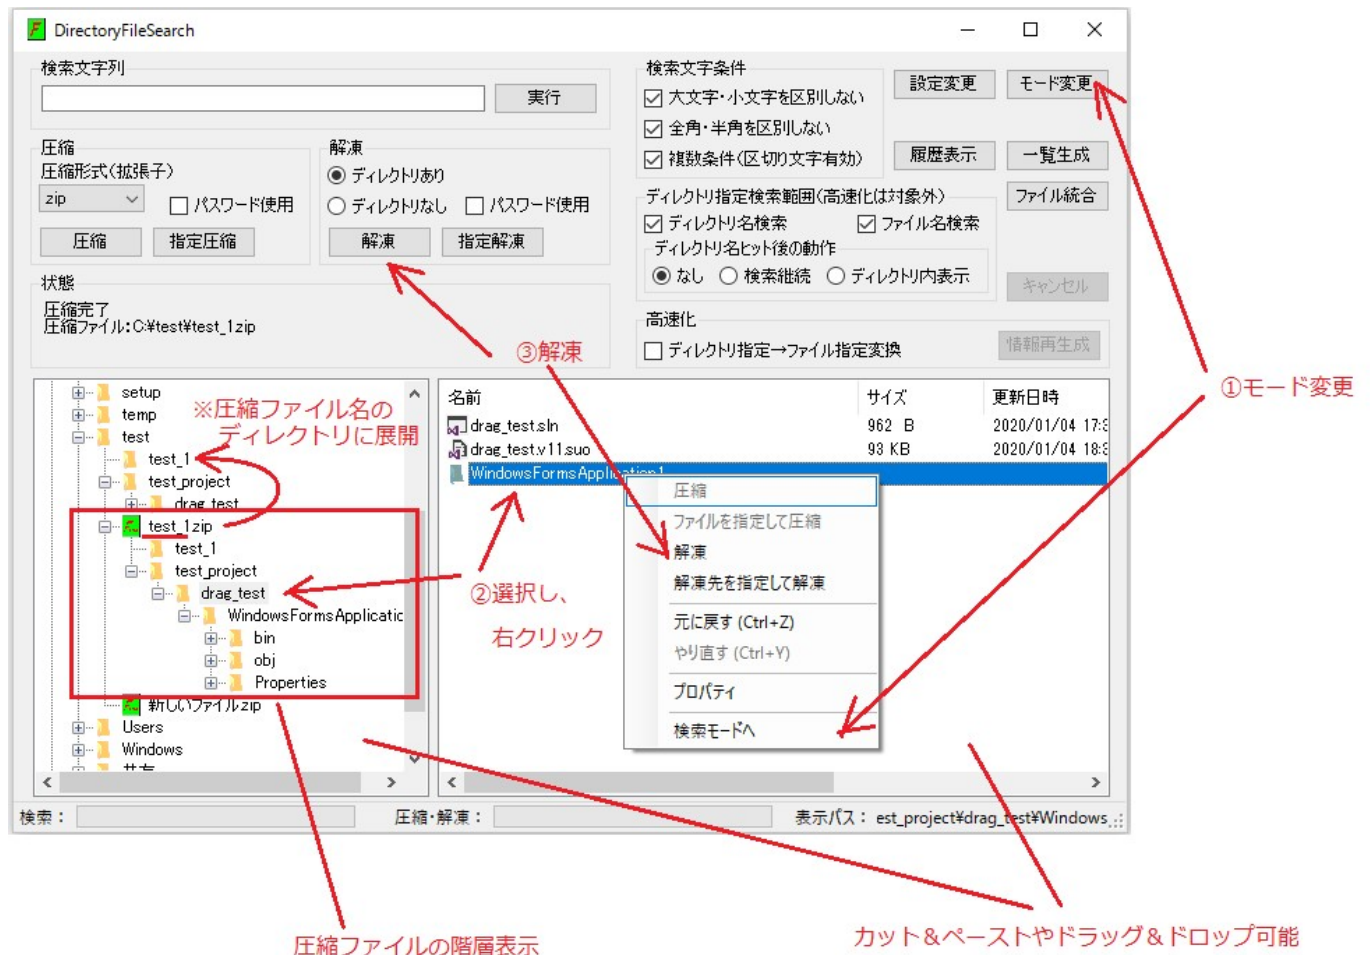 DirectoryFileSearch
検索文字列
実行
検索文字条件
大文字・小文字を区別しない
全角・半角を区別しない
複数条件(区切り文字有効)
設定変更
モード変更
履歴表示
一覧生成
ファイル統合
キャンセル
情報再生成
圧縮
圧縮形式(拡張子)
zip
パスワード使用
圧縮
指定圧縮
解凍
ディレクトリあり
ディレクトリなし
パスワード使用
解凍
指定解凍
ディレクトリ指定検索範囲(高速化は対象外)
ディレクトリ名検索
ファイル名検索
ディレクトリ名ヒット後の動作
なし
検索継続
ディレクトリ内表示
状態
圧縮完了
圧縮ファイル:C:¥test¥test_1zip
高速化
ディレクトリ指定→ファイル指定変換
③解凍
①モード変更
setup
temp
test
test_1
test_project
drag_test
test_1zip
test_1
test_project
drag_test
WindowsFormsApplicatic
bin
obj
Properties
新しいファイルzip
Users
Windows
※圧縮ファイル名の
ディレクトリに展開
名前
サイズ
更新日時
drag_test.sln
962 B
2020/01/04 17:3
drag_test.v11.suo
93 KB
2020/01/04 18:3
WindowsFormsApplication1
圧縮
ファイルを指定して圧縮
解凍
解凍先を指定して解凍
元に戻す (Ctrl+Z)
やり直す (Ctrl+Y)
プロパティ
検索モードへ
②選択し、
右クリック
検索：
圧縮・解凍：
表示パス： est_project¥drag_test¥Windows
圧縮ファイルの階層表示
カット＆ペーストやドラッグ＆ドロップ可能